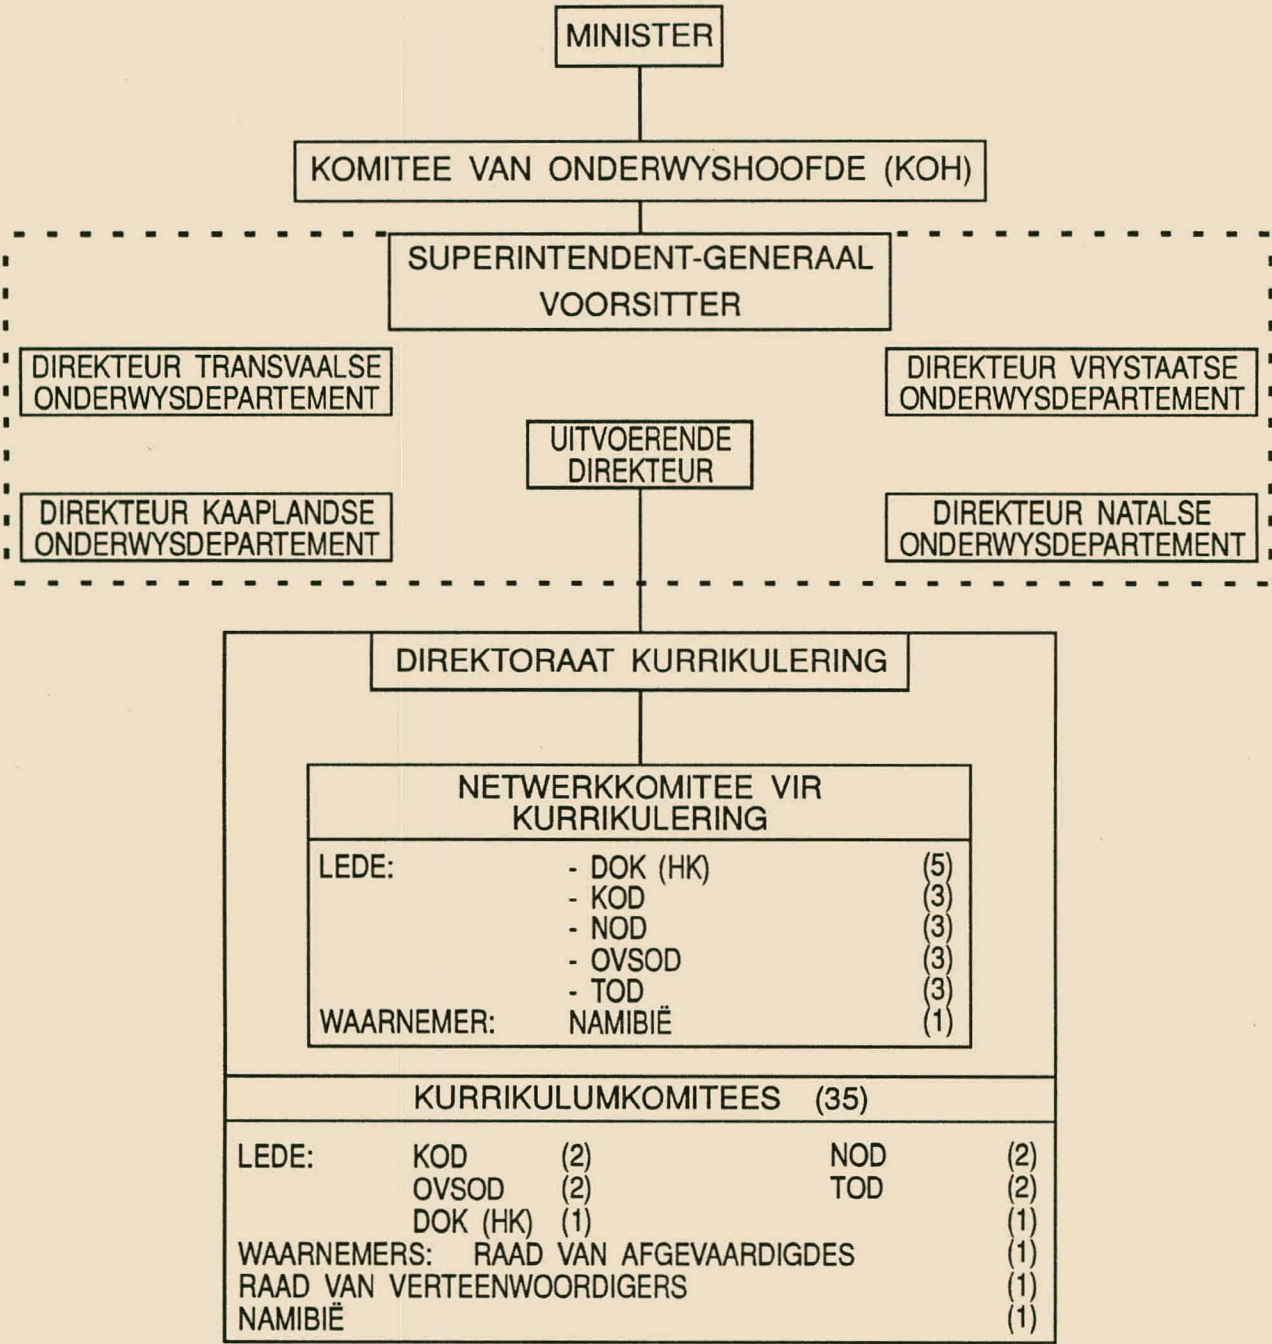 MINISTER
KOMITEE VAN ONDERWYSHOOFDE (KOH)
SUPERINTENDENT-GENERAAL
VOORSITTER
DIREKTEUR TRANSVAALSE
ONDERWYSDEPARTEMENT
DIREKTEUR VRYSTAATSE
ONDERWYSDEPARTEMENT
UITVOERENDE
DIREKTEUR
DIREKTEUR KAAPLANDSE
ONDERWYSDEPARTEMENT
DIREKTEUR NATALSE
ONDERWYSDEPARTEMENT
DIREKTORAAT KURRIKULERING
NETWERKKOMITEE VIR
KURRIKULERING
LEDE: - DOK (HK) (5)
- KOD (3)
- NOD (3)
- OVSOD (3)
- TOD (3)
WAARNEMER: NAMIBIË (1)
KURRIKULUMKOMITEES (35)
LEDE: KOD (2) NOD (2)
OVSOD (2) TOD (2)
DOK (HK) (1) (1)
WAARNEMERS: RAAD VAN AFGEVAARDIGDES (1)
RAAD VAN VERTEENWOORDIGERS (1)
NAMIBIË (1)